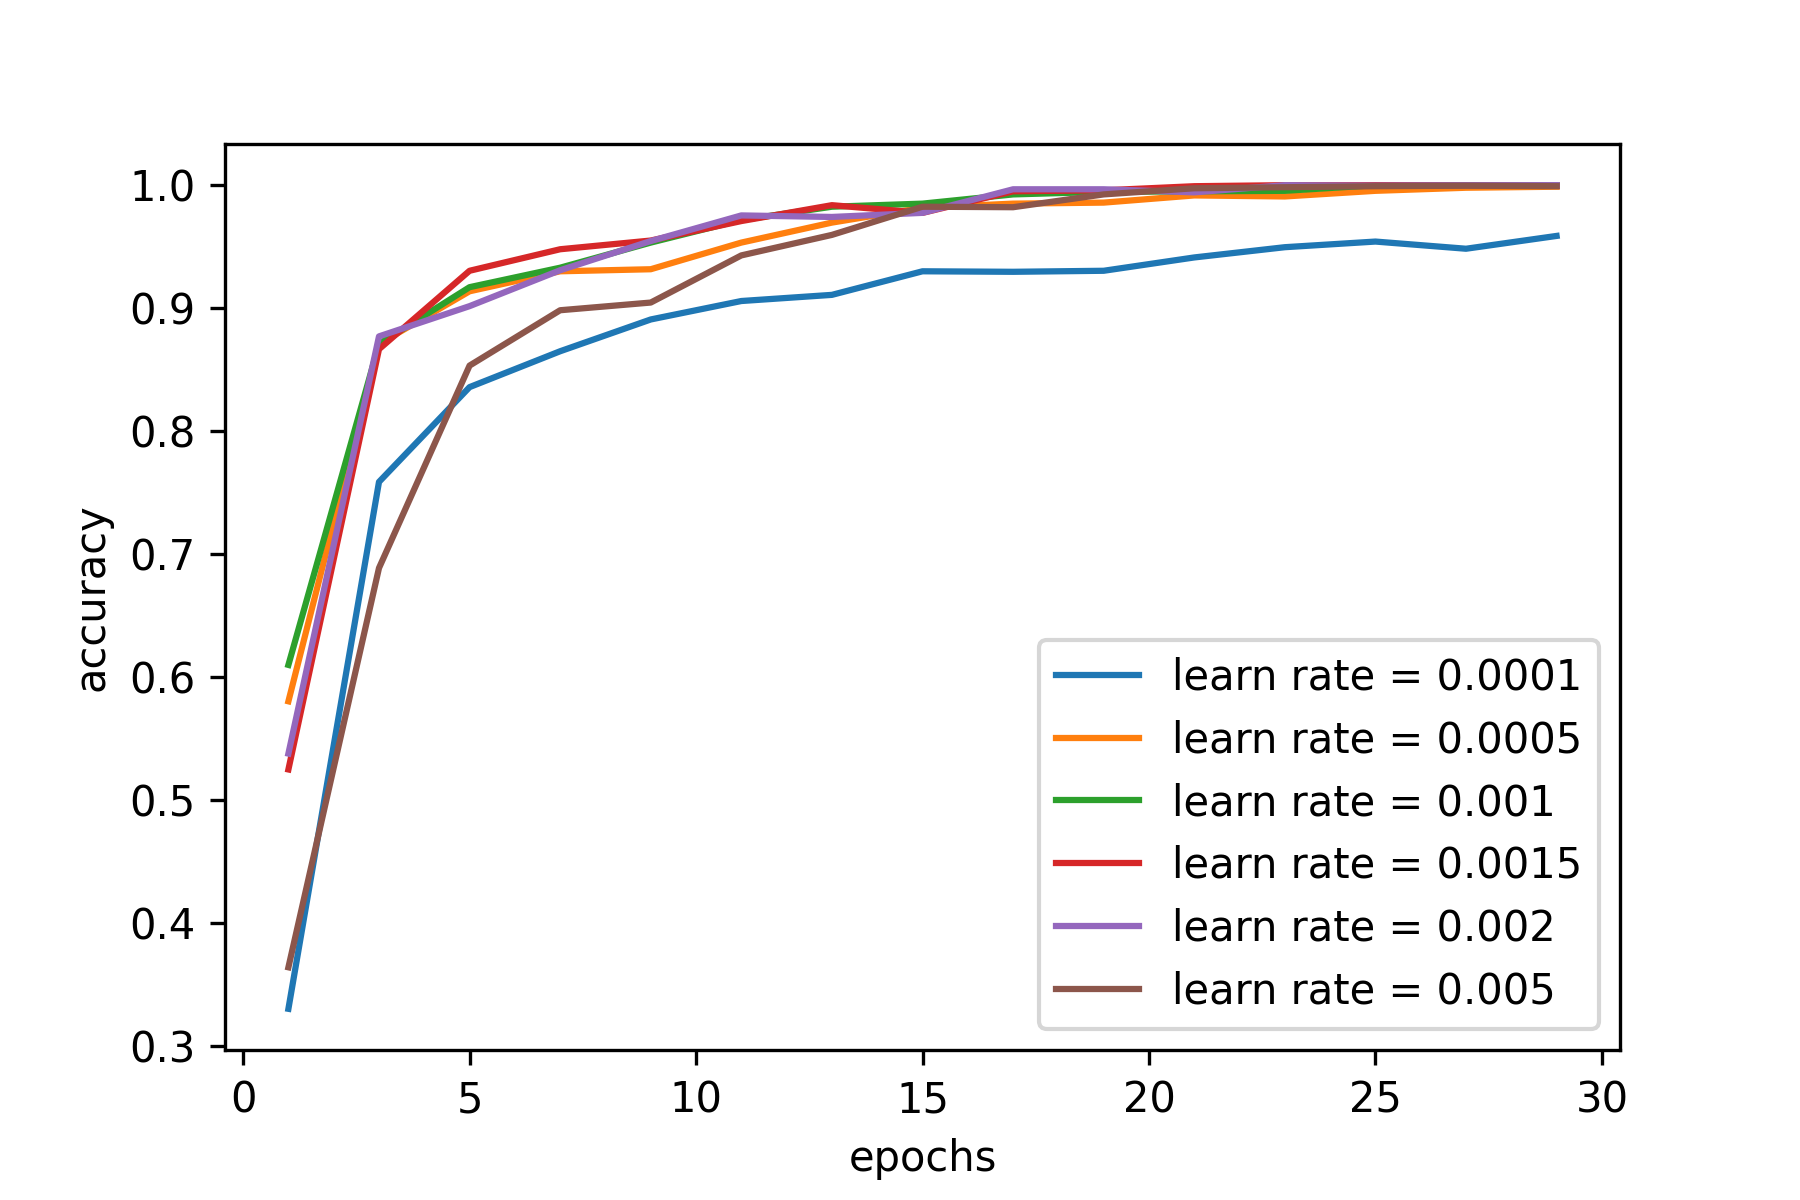 1.0
0.9
0.8
0.7
0.6
0.5
0.4
0.3
accuracy
learn rate = 0.0001
learn rate = 0.0005
learn rate = 0.001
learn rate = 0.0015
learn rate = 0.002
learn rate = 0.005
0 5 10 15 20 25 30
epochs